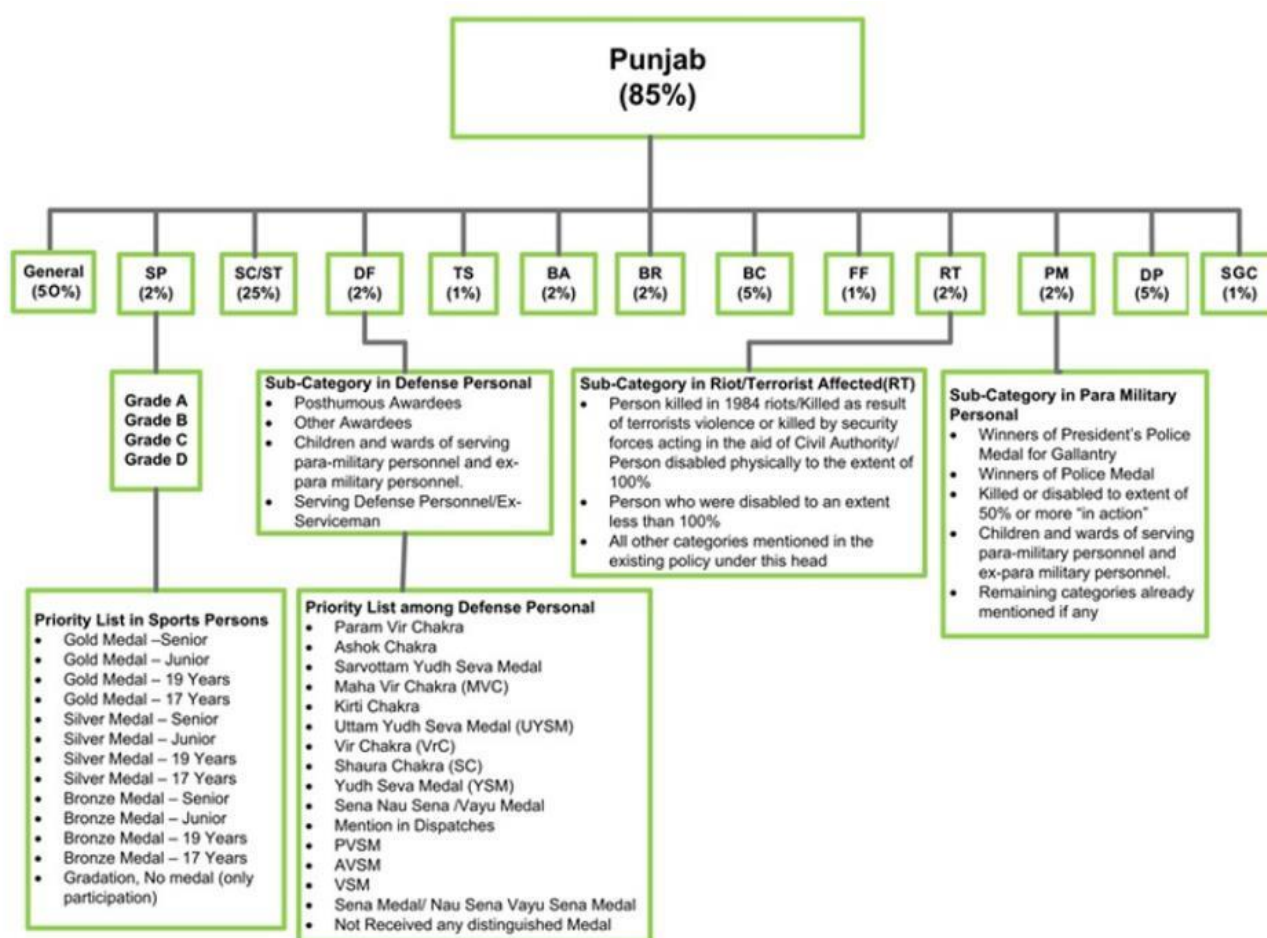 Punjab
(85%)
General
(5O%)
SP
(2%)
SC/ST
(25%)
DF
(2%)
TS
(1%)
BA
(2%)
BR
(2%)
BC
(5%)
FF
(1%)
RT
(2%)
PM
(2%)
DP
(5%)
SGC
(1%)
Grade A
Grade B
Grade C
Grade D
Sub-Category in Defense Personal
• Posthumous Awardees
• Other Awardees
• Children and wards of serving
para-military personnel and ex-
para military personnel.
• Serving Defense Personnel/Ex-
Serviceman
Sub-Category in Riot/Terrorist Affected(RT)
• Person killed in 1984 riots/Killed as result
of terrorists violence or killed by security
forces acting in the aid of Civil Authority/
Person disabled physically to the extent of
100%
• Person who were disabled to an extent
less than 100%
• All other categories mentioned in the
existing policy under this head
Sub-Category in Para Military
Personal
• Winners of President's Police
Medal for Gallantry
• Winners of Police Medal
• Killed or disabled to extent of
50% or more "in action"
• Children and wards of serving
para-military personnel and
ex-para military personnel.
• Remaining categories already
mentioned if any
Priority List in Sports Persons
• Gold Medal –Senior
• Gold Medal – Junior
• Gold Medal – 19 Years
• Gold Medal – 17 Years
• Silver Medal – Senior
• Silver Medal – Junior
• Silver Medal – 19 Years
• Silver Medal – 17 Years
• Bronze Medal – Senior
• Bronze Medal – Junior
• Bronze Medal – 19 Years
• Bronze Medal – 17 Years
• Gradation, No medal (only
participation)
Priority List among Defense Personal
• Param Vir Chakra
• Ashok Chakra
• Sarvottam Yudh Seva Medal
• Maha Vir Chakra (MVC)
• Kirti Chakra
• Uttam Yudh Seva Medal (UYSM)
• Vir Chakra (VrC)
• Shaura Chakra (SC)
• Yudh Seva Medal (YSM)
• Sena Nau Sena /Vayu Medal
• Mention in Dispatches
• PVSM
• AVSM
• VSM
• Sena Medal/ Nau Sena Vayu Sena Medal
• Not Received any distinguished Medal